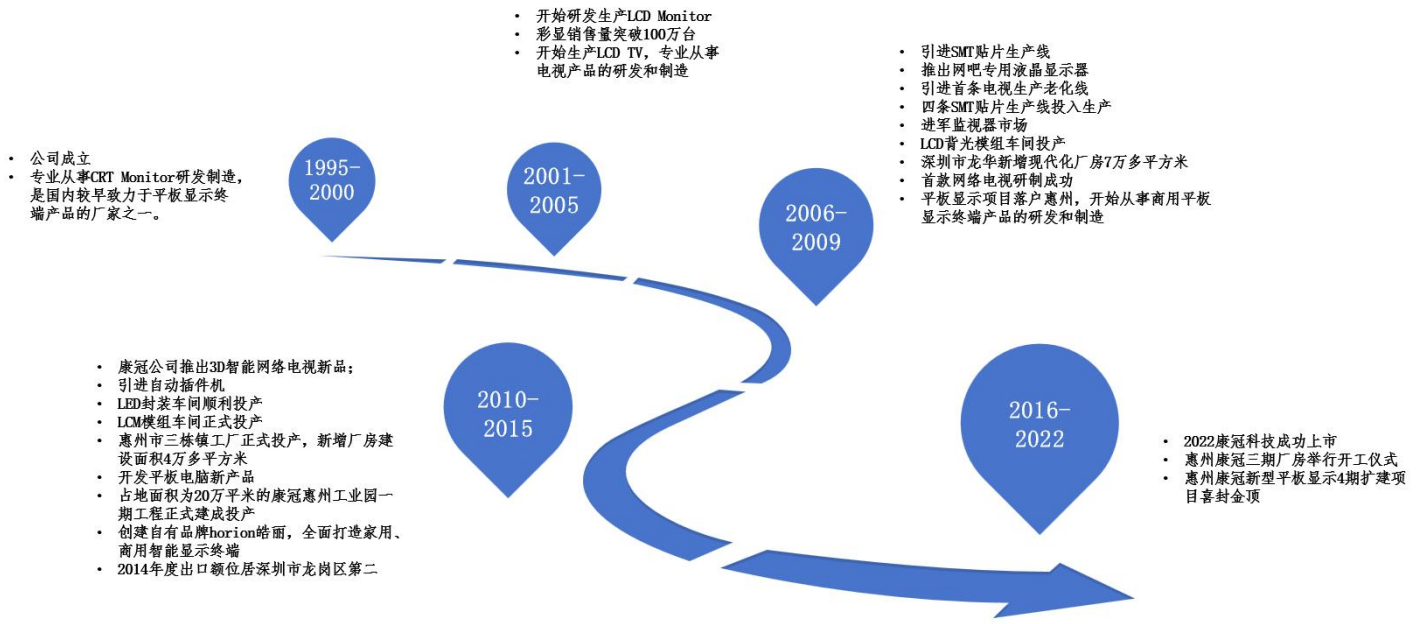 1995-
2000
• 公司成立
• 专业从事CRT Monitor研发制造，
是国内较早致力于平板显示终
端产品的厂家之一。
2001-
2005
• 开始研发生产LCD Monitor
• 彩显销售量突破100万台
• 开始生产LCD TV，专业从事
电视产品的研发和制造
2006-
2009
• 引进SMT贴片生产线
• 推出网吧专用液晶显示器
• 引进首条电视生产老化线
• 四条SMT贴片生产线投入生产
• 进军监视器市场
• LCD背光模组车间投产
• 深圳市龙华新增现代化厂房7万多平方米
• 首款网络电视研制成功
• 平板显示项目落户惠州，开始从事商用平板
显示终端产品的研发和制造
2010-
2015
• 康冠公司推出3D智能网络电视新品；
• 引进自动插件机
• LED封装车间顺利投产
• LCM模组车间正式投产
• 惠州市三栋镇工厂正式投产，新增厂房建
设面积4万多平方米
• 开发平板电脑新产品
• 占地面积为20万平米的康冠惠州工业园一
期工程正式建成投产
• 创建自有品牌horion皓丽，全面打造家用、
商用智能显示终端
• 2014年度出口额位居深圳市龙岗区第二
2016-
2022
• 2022康冠科技成功上市
• 惠州康冠三期厂房举行开工仪式
• 惠州康冠新型平板显示4期扩建项
目喜封金顶